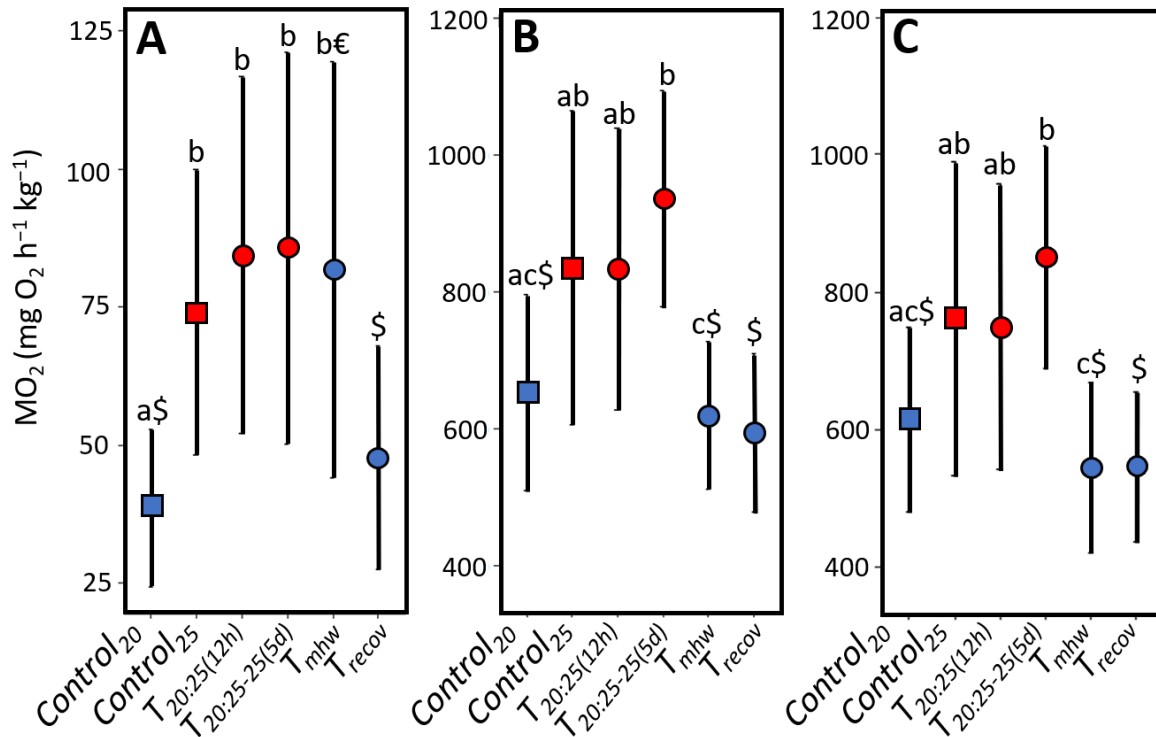 MO₂ (mg O₂ h⁻¹ kg⁻¹)
A
125
100
75
50
25
a$
b
b
b
b€
$
Control₂₀
Control₂₅
T₂₀:₂₅(₁₂ₕ)
T₂₀:₂₅₋₂₅(5d)
Tmhw
Trecov
B
1200
1000
800
600
400
ac$
ab
ab
b
c$
$
Control₂₀
Control₂₅
T₂₀:₂₅(₁₂ₕ)
T₂₀:₂₅₋₂₅(5d)
Tmhw
Trecov
C
1200
1000
800
600
400
ac$
ab
ab
b
c$
$
Control₂₀
Control₂₅
T₂₀:₂₅(₁₂ₕ)
T₂₀:₂₅₋₂₅(5d)
Tmhw
Trecov